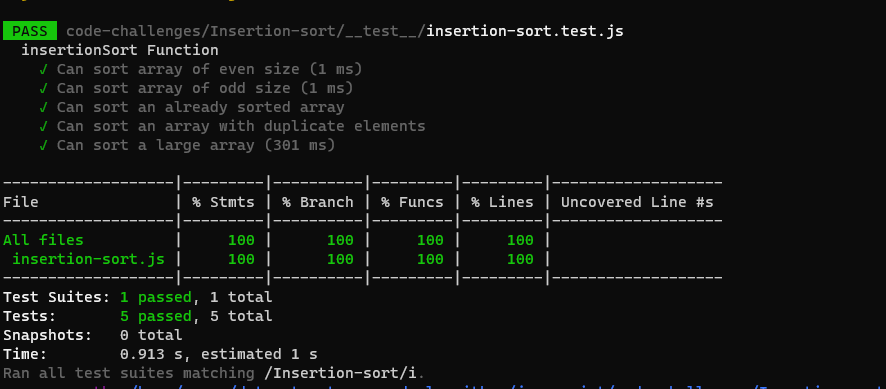 PASS code-challenges/Insertion-sort/__test__/insertion-sort.test.js
insertionSort Function
✓ Can sort array of even size (1 ms)
✓ Can sort array of odd size (1 ms)
✓ Can sort an already sorted array
✓ Can sort an array with duplicate elements
✓ Can sort a large array (301 ms)
-------------------|---------|----------|---------|---------|-------------------
File               | % Stmts | % Branch | % Funcs | % Lines | Uncovered Line #s
-------------------|---------|----------|---------|---------|-------------------
All files          |     100 |      100 |     100 |     100 |
 insertion-sort.js |     100 |      100 |     100 |     100 |
-------------------|---------|----------|---------|---------|-------------------
Test Suites: 1 passed, 1 total
Tests:       5 passed, 5 total
Snapshots:   0 total
Time:        0.913 s, estimated 1 s
Ran all test suites matching /Insertion-sort/i.